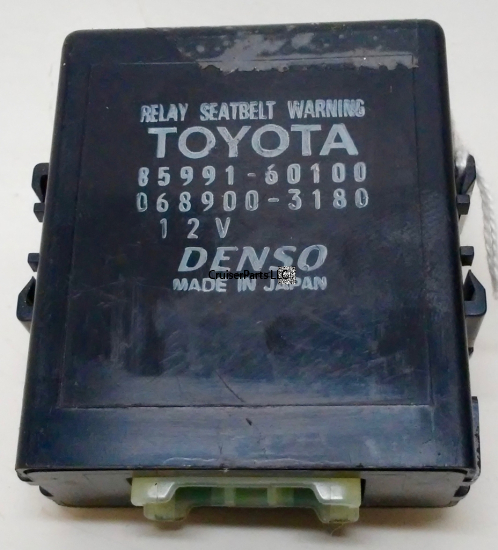 RELAY SEATBELT WARNING
TOYOTA
85991-60100
068900-3180
12V
DENSO
CruiserParts LLC
MADE IN JAPAN